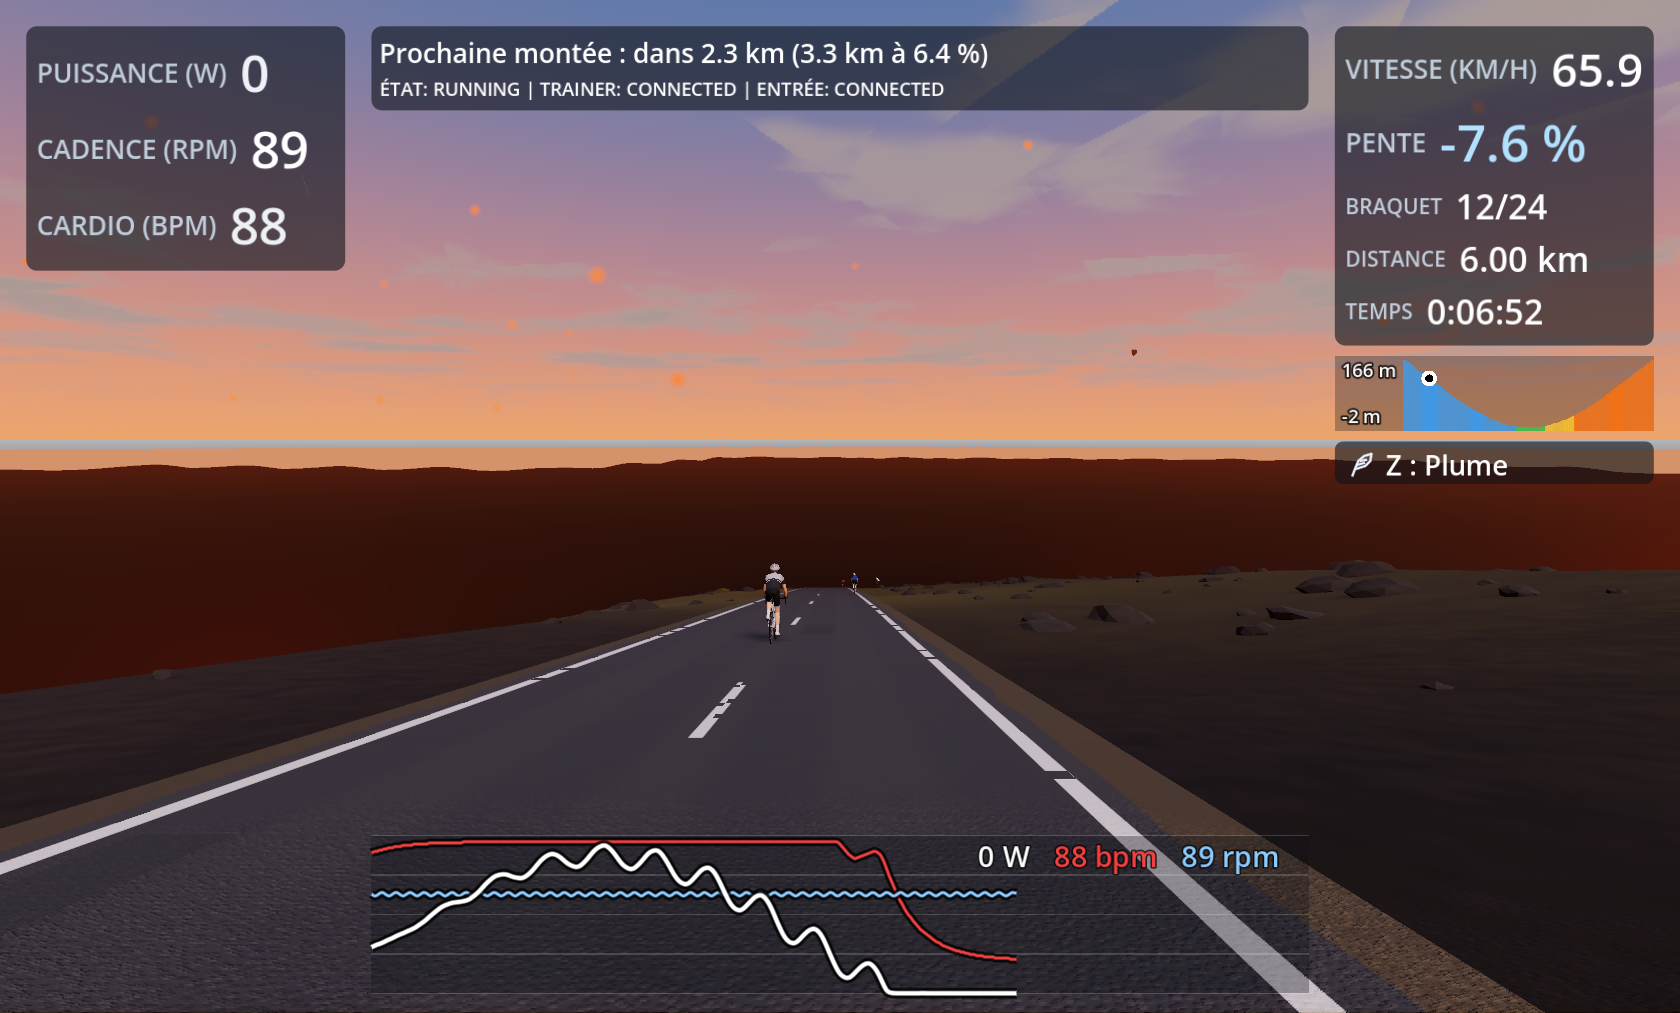 PUISSANCE (W) 0
CADENCE (RPM) 89
CARDIO (BPM) 88
Prochaine montée : dans 2.3 km (3.3 km à 6.4 %)
ÉTAT: RUNNING | TRAINER: CONNECTED | ENTRÉE: CONNECTED
VITESSE (KM/H) 65.9
PENTE -7.6 %
BRAQUET 12/24
DISTANCE 6.00 km
TEMPS 0:06:52
166 m
-2 m
Z : Plume
0 W 88 bpm 89 rpm